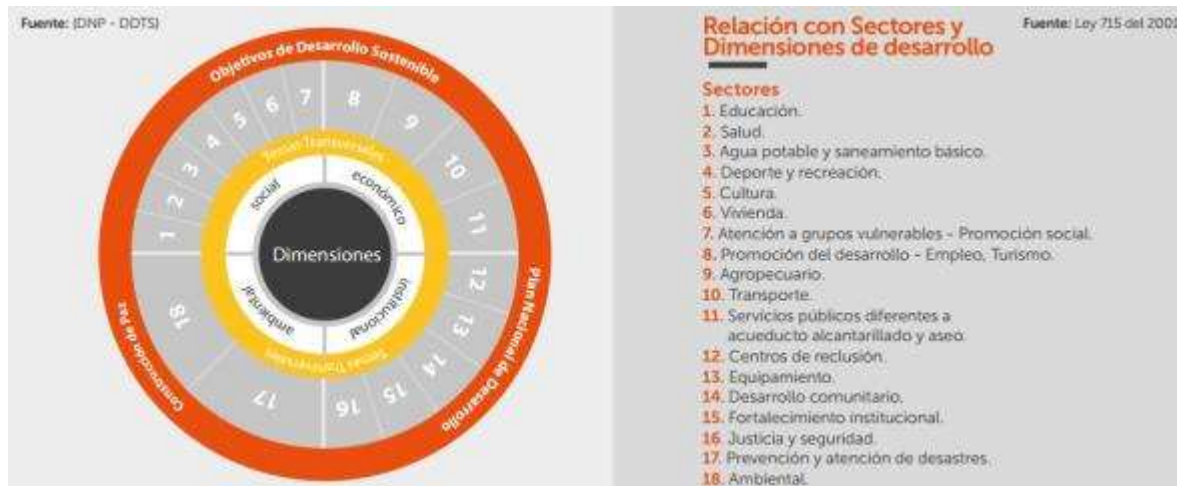 Fuente: (DNP - DDTS)
Objetivos de Desarrollo Sostenible
Plan Nacional de Desarrollo
Construcción de Paz
1
2
3
4
5
6
7
8
9
10
11
12
13
14
15
16
17
18
Temas Transversales
Temas Transversales
social
económico
institucional
ambiental
Dimensiones
Relación con Sectores y
Dimensiones de desarrollo
Fuente: Ley 715 del 2001
Sectores
1. Educación.
2. Salud.
3. Agua potable y saneamiento básico.
4. Deporte y recreación.
5. Cultura.
6. Vivienda.
7. Atención a grupos vulnerables - Promoción social.
8. Promoción del desarrollo - Empleo, Turismo.
9. Agropecuario.
10. Transporte.
11. Servicios públicos diferentes a
acueducto alcantarillado y aseo.
12. Centros de reclusión.
13. Equipamiento.
14. Desarrollo comunitario.
15. Fortalecimiento institucional.
16. Justicia y seguridad.
17. Prevención y atención de desastres.
18. Ambiental.